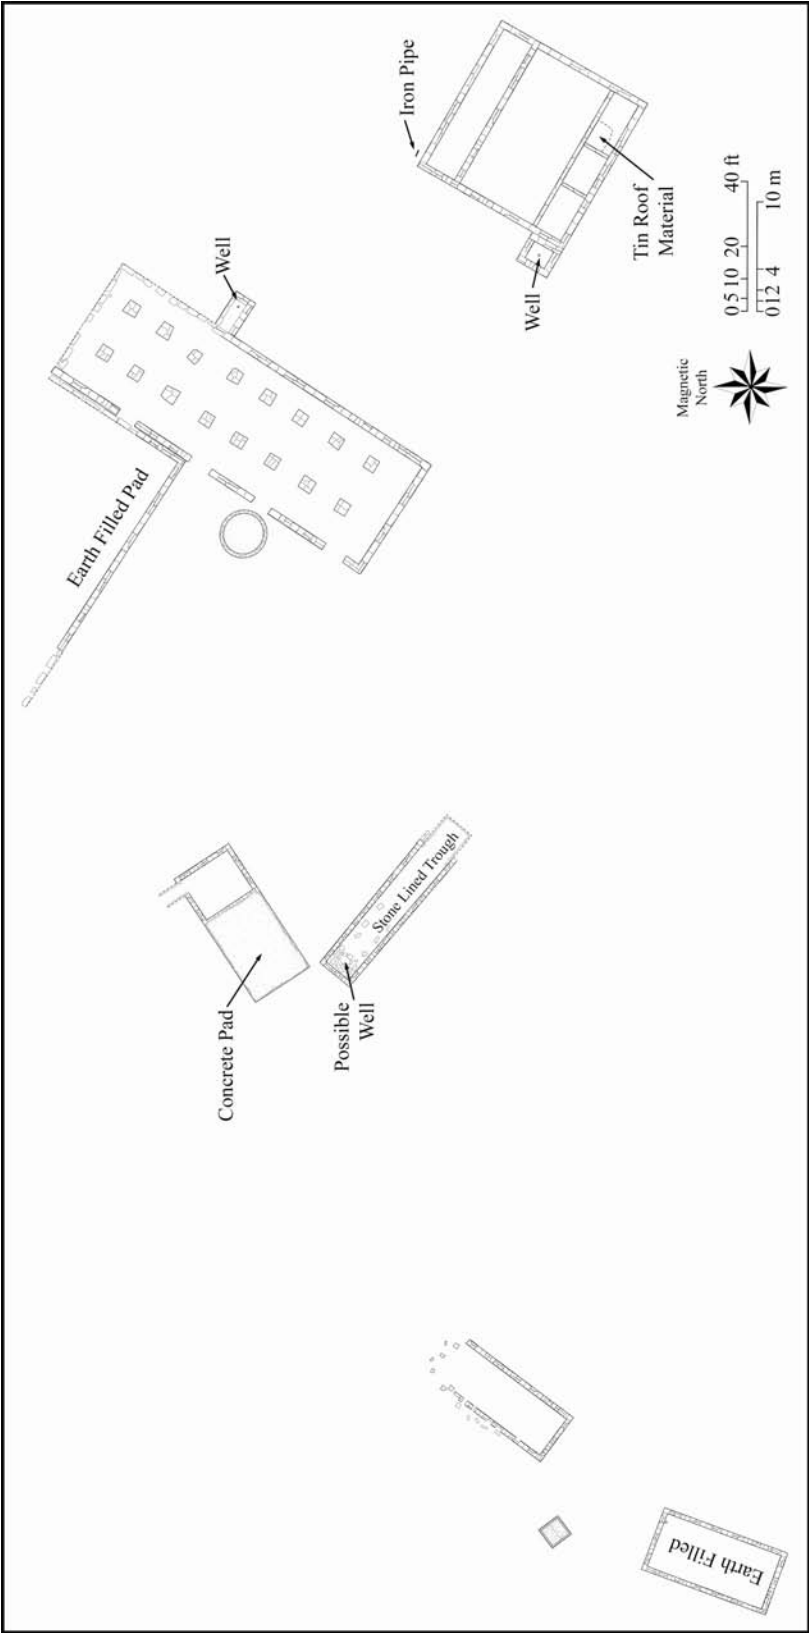 Iron Pipe
Well
Tin Roof
Material
Well
40 ft
20
10
5
0
10 m
4
2
1
0
Magnetic
North
Earth Filled Pad
Stone Lined Trough
Concrete Pad
Possible
Well
Earth Filled